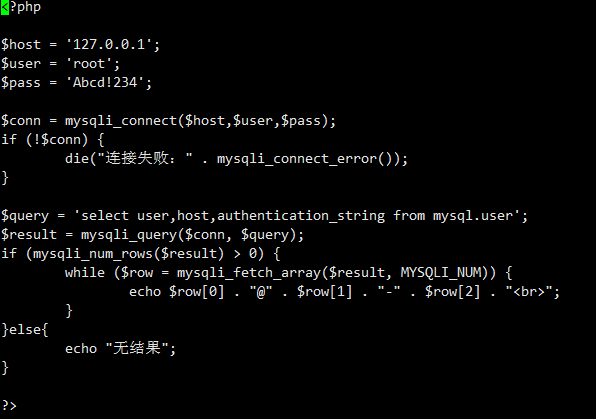 <?php
$host = '127.0.0.1';
$user = 'root';
$pass = 'Abcd!234';
$conn = mysqli_connect($host,$user,$pass);
if (!$conn) {
        die("连接失败：" . mysqli_connect_error());
}
$query = 'select user,host,authentication_string from mysql.user';
$result = mysqli_query($conn, $query);
if (mysqli_num_rows($result) > 0) {
        while ($row = mysqli_fetch_array($result, MYSQLI_NUM)) {
                echo $row[0] . "@" . $row[1] . "-" . $row[2] . "<br>";
        }
}else{
        echo "无结果";
}
?>